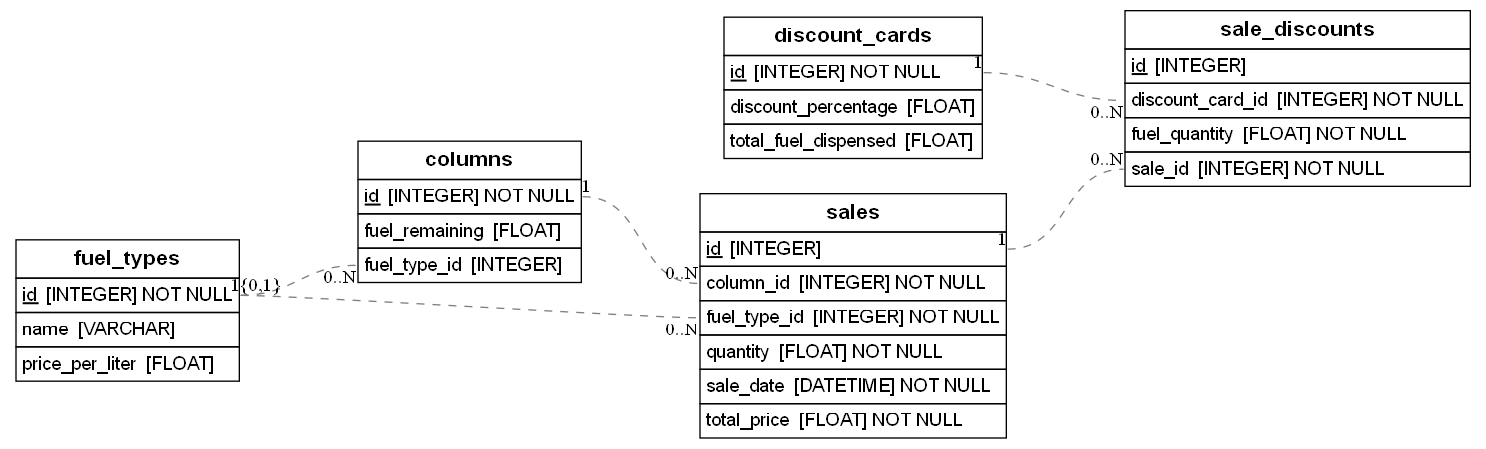 fuel_types
id [INTEGER] NOT NULL
name [VARCHAR]
price_per_liter [FLOAT]
1{0,1}
0..N
0..N
columns
id [INTEGER] NOT NULL
fuel_remaining [FLOAT]
fuel_type_id [INTEGER]
1
0..N
discount_cards
id [INTEGER] NOT NULL
discount_percentage [FLOAT]
total_fuel_dispensed [FLOAT]
1
0..N
sales
id [INTEGER]
column_id [INTEGER] NOT NULL
fuel_type_id [INTEGER] NOT NULL
quantity [FLOAT] NOT NULL
sale_date [DATETIME] NOT NULL
total_price [FLOAT] NOT NULL
1
0..N
sale_discounts
id [INTEGER]
discount_card_id [INTEGER] NOT NULL
fuel_quantity [FLOAT] NOT NULL
sale_id [INTEGER] NOT NULL